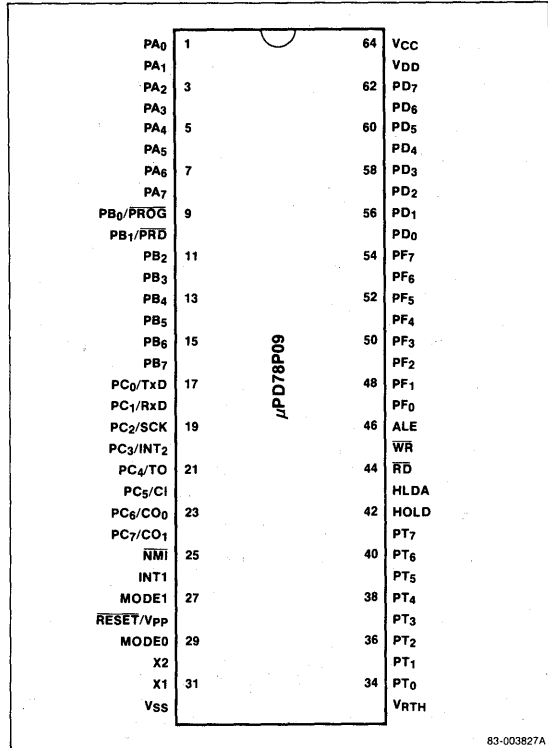 PA0 1 64 VCC
PA1 VDD
PA2 3 62 PD7
PA3 PD6
PA4 5 60 PD5
PA5 PD4
PA6 7 58 PD3
PA7 PD2
PB0/PROG 9 56 PD1
PB1/PRD PD0
PB2 11 54 PF7
PB3 PF6
PB4 13 52 PF5
PB5 PF4
PB6 15 50 PF3
PB7 PF2
PC0/TxD 17 48 PF1
PC1/RxD PF0
PC2/SCK 19 46 ALE
PC3/INT2 WR
PC4/TO 21 44 RD
PC5/CI HLDA
PC6/CO0 23 42 HOLD
PC7/CO1 PT7
NMI 25 40 PT6
INT1 PT5
MODE1 27 38 PT4
RESET/VPP PT3
MODE0 29 36 PT2
X2 PT1
X1 31 34 PT0
VSS VRTH
μPD78P09
83-003827A